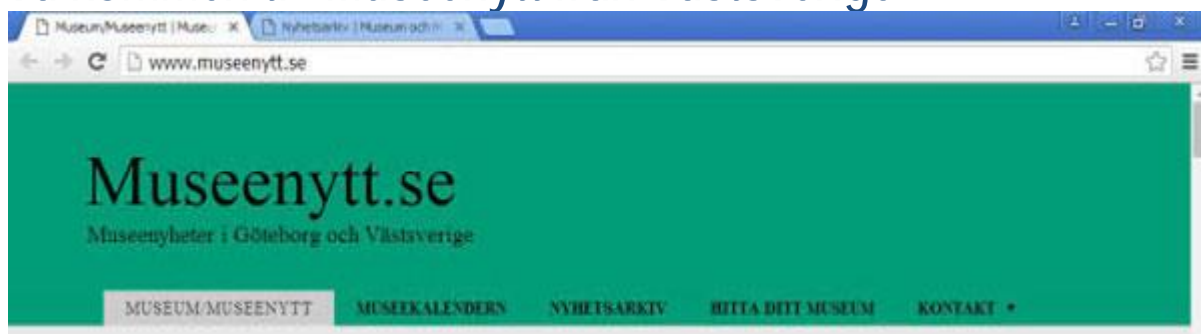 Museum/Museenytt | Museu Nyhetsarkiv | Museum och
www.museenytt.se
Museenytt.se
Museenyheter i Göteborg och Västsverige
MUSEUM/MUSEENYTT MUSEEKALENDERN NYHETSARKIV HITTA DITT MUSEUM KONTAKT